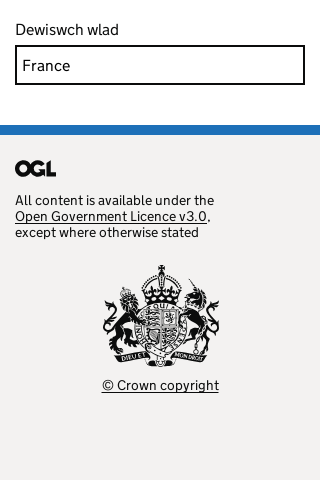 Dewiswch wlad
France
OGL
All content is available under the
Open Government Licence v3.0,
except where otherwise stated
DIEU ET MON DROIT
© Crown copyright